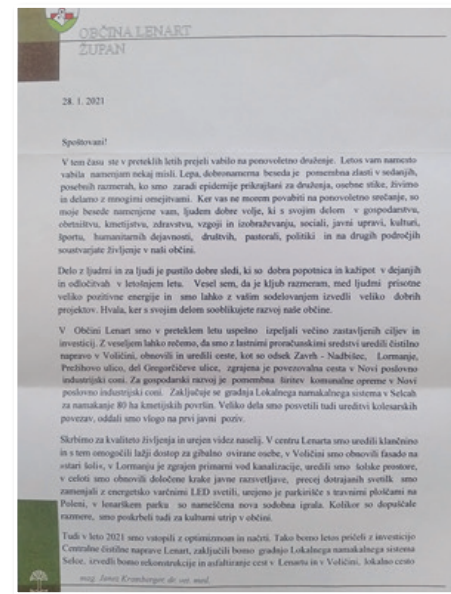 OBČINA LENART
ŽUPAN
28. 1. 2021
Spoštovani!
V tem času ste v preteklih letih prejeli vabilo na ponovoletno druženje. Letos vam namesto
vabila namenjam nekaj misli. Lepa, dobronamerna beseda je pomembna zlasti v sedanjih,
posebnih razmerah, ko smo zaradi epidemije prikrajšani za druženja, osebne stike, živimo
in delamo z mnogimi omejitvami. Ker vas ne morem povabiti na ponovoletno srečanje, so
moje besede namenjene vam, ljudem dobre volje, ki s svojim delom v gospodarstvu,
obrtništvu, kmetijstvu, zdravstvu, vzgoji in izobraževanju, sociali, javni upravi, kulturi,
športu, humanitarnih dejavnosti, društvih, pastorali, politiki in na drugih področjih
soustvarjate življenje v naši občini.
Delo z ljudmi in za ljudi je pustilo dobre sledi, ki so dobra popotnica in kažipot v dejanjih
in odločitvah v letošnjem letu. Vesel sem, da je kljub razmeram, med ljudmi prisotne
veliko pozitivne energije in smo lahko z vašim sodelovanjem izvedli veliko dobrih
projektov. Hvala, ker s svojim delom sooblikujete razvoj naše občine.
V Občini Lenart smo v preteklem letu uspešno izpeljali večino zastavljenih ciljev in
investicij. Z veseljem lahko rečemo, da smo z lastnimi proračunskimi sredstvi uredili čistilno
napravo v Voličini, obnovili in uredili ceste, kot so odsek Zavrh - Nadbišec, Lormanje,
Prežihovo ulico, del Gregorčičeve ulice, zgrajena je povezovalna cesta v Novi poslovno
industrijski coni. Za gospodarski razvoj je pomembna širitev komunalne opreme v Novi
poslovno industrijski coni. Zaključuje se gradnja Lokalnega namakalnega sistema v Selcah
za namakanje 80 ha kmetijskih površin. Veliko dela smo posvetili tudi ureditvi kolesarskih
povezav, oddali smo vlogo na prvi javni poziv.
Skrbimo za kvaliteto življenja in urejen videz naselij. V centru Lenarta smo uredili klančnino
in s tem omogočili lažji dostop za gibalno ovirane osebe, v Voličini smo obnovili fasado na
»stari šoli«, v Lormanju je zgrajen primarni vod kanalizacije, uredili smo šolske prostore,
v celoti smo obnovili določene krake javne razsvetljave, precej dotrajanih svetilk smo
zamenjali z energetsko varčnimi LED svetili, urejeno je parkirišče s travnimi ploščami na
Poleni, v lenarškem parku so nameščena nova sodobna igrala. Kolikor so dopuščale
razmere, smo poskrbeli tudi za kulturni utrip v občini.
Tudi v leto 2021 smo vstopili z optimizmom in načrti. Tako bomo letos pričeli z investicijo
Centralne čistilne naprave Lenart, zaključili bomo gradnjo Lokalnega namakalnega sistema
Selce, izvedli bomo rekonstrukcijo in asfaltiranje cest v Lenartu in v Voličini, lokalno cesto
mag. Janez Kramberger, dr. vet. med.